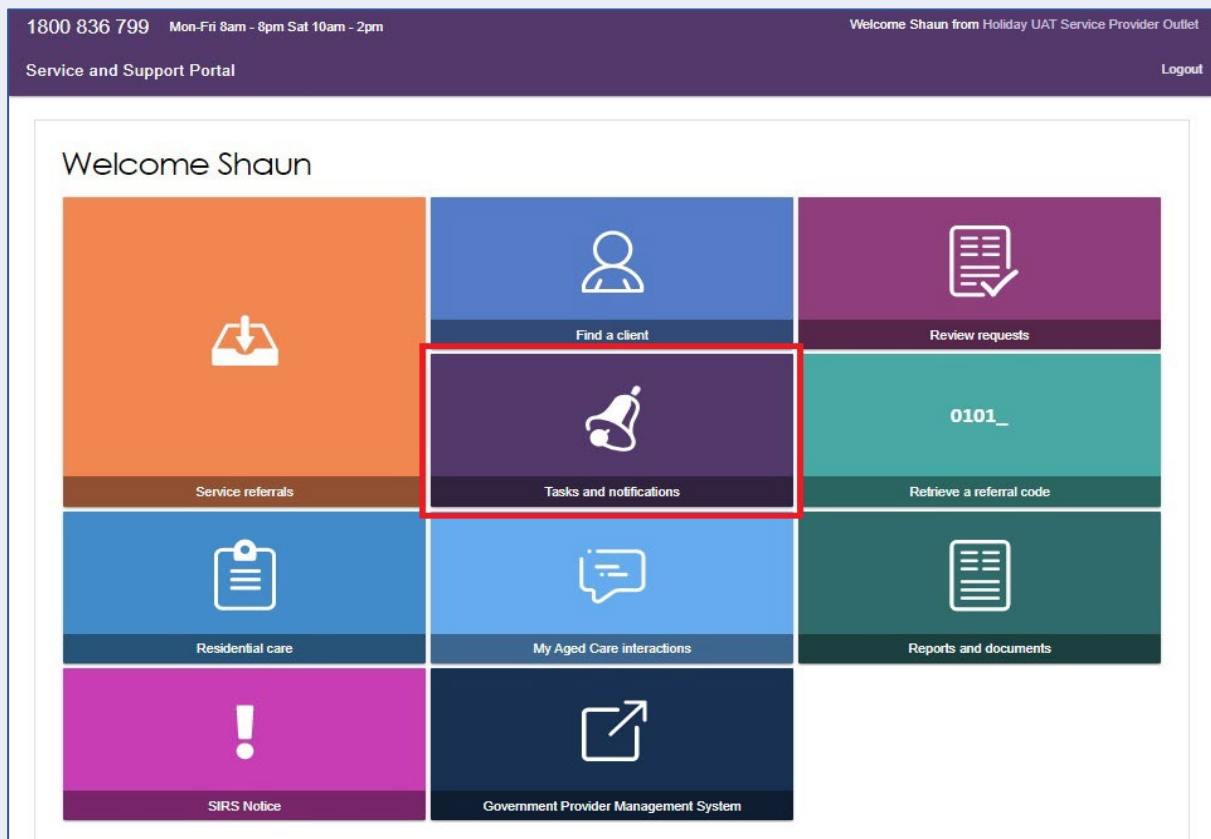 1800 836 799 Mon-Fri 8am - 8pm Sat 10am - 2pm
Welcome Shaun from Holiday UAT Service Provider Outlet
Service and Support Portal
Logout
Welcome Shaun
Find a client
Review requests
0101_
Service referrals
Tasks and notifications
Retrieve a referral code
Residential care
My Aged Care interactions
Reports and documents
SIRS Notice
Government Provider Management System